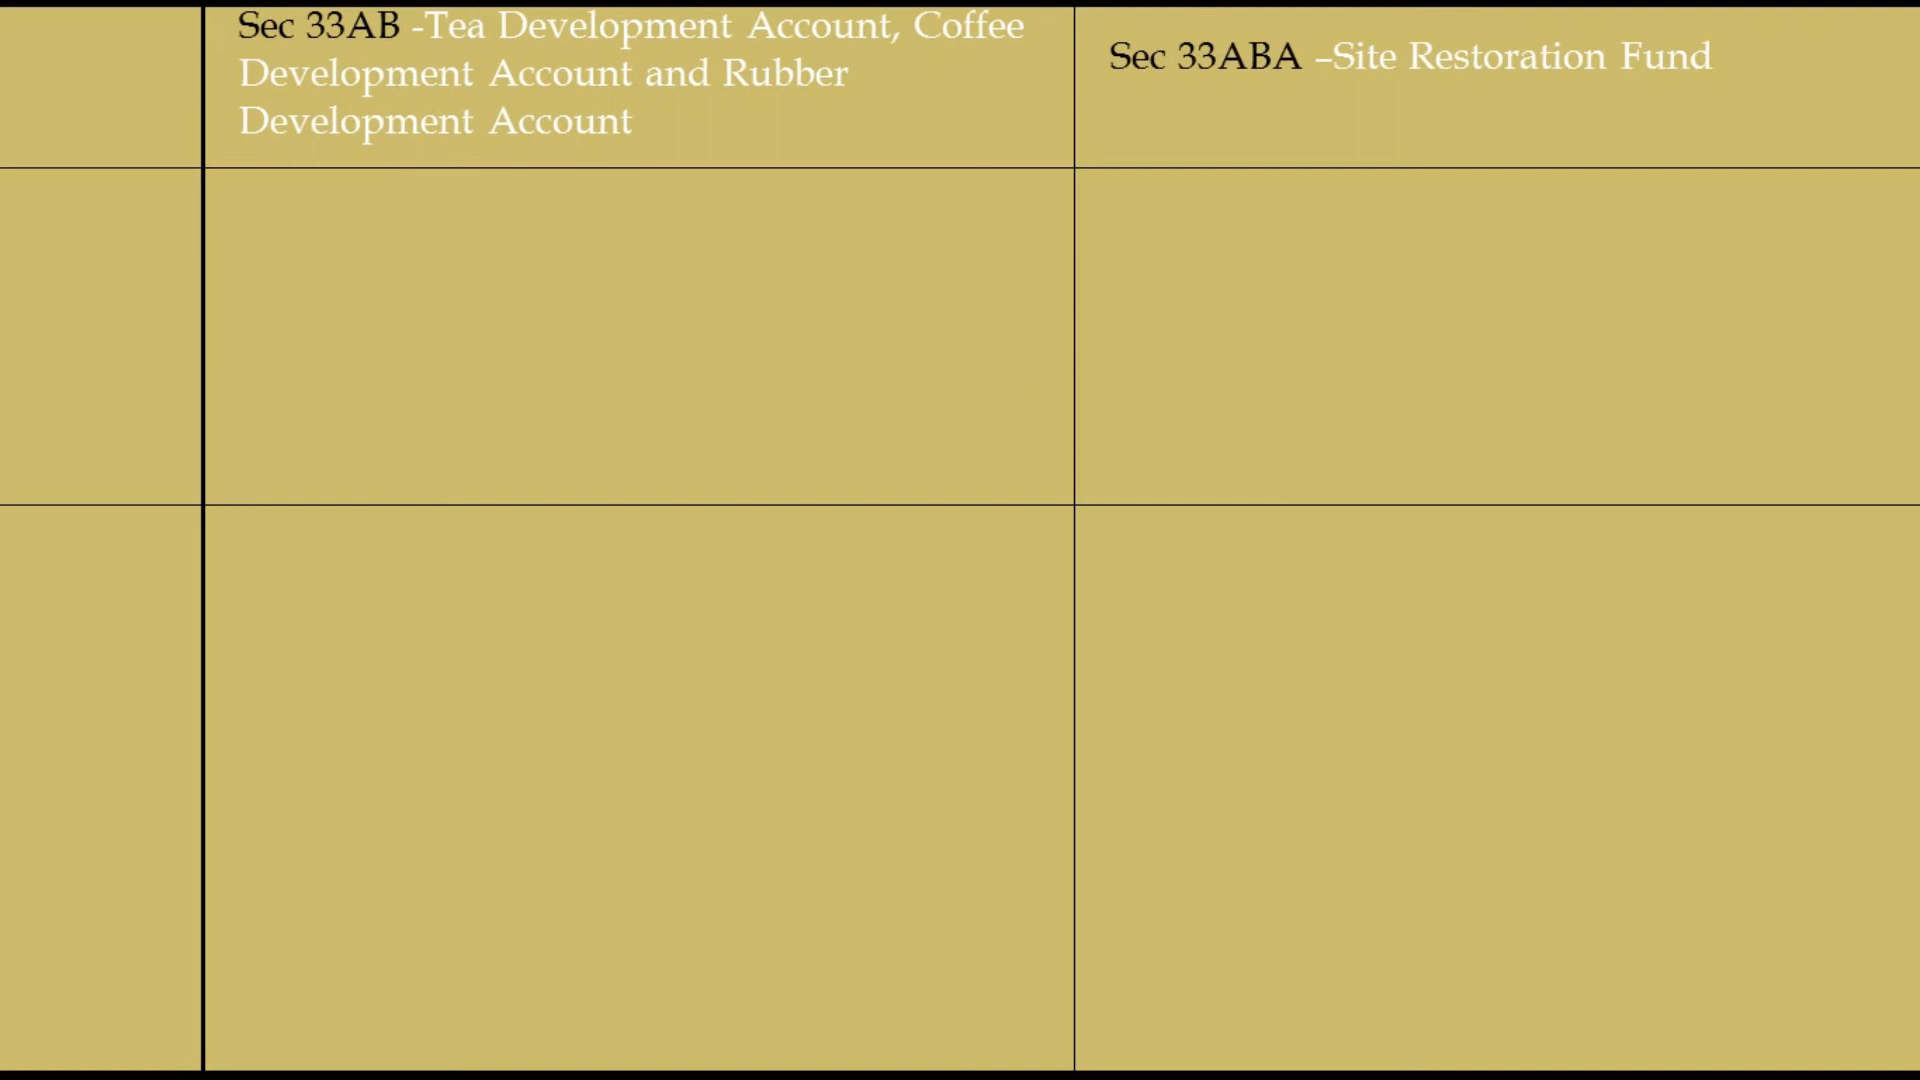 Sec 33AB -Tea Development Account, Coffee
Development Account and Rubber
Development Account
Sec 33ABA –Site Restoration Fund